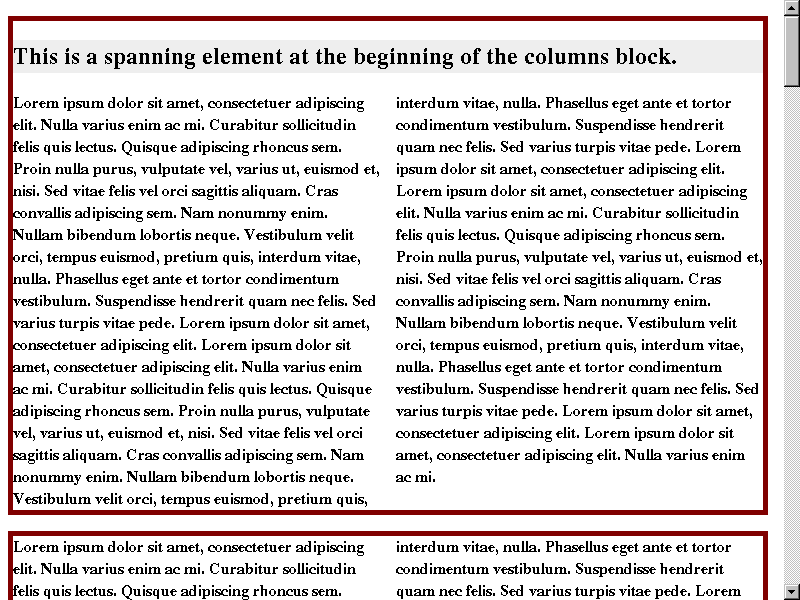 This is a spanning element at the beginning of the columns block.
Lorem ipsum dolor sit amet, consectetuer adipiscing
elit. Nulla varius enim ac mi. Curabitur sollicitudin
felis quis lectus. Quisque adipiscing rhoncus sem.
Proin nulla purus, vulputate vel, varius ut, euismod et,
nisi. Sed vitae felis vel orci sagittis aliquam. Cras
convallis adipiscing sem. Nam nonummy enim.
Nullam bibendum lobortis neque. Vestibulum velit
orci, tempus euismod, pretium quis, interdum vitae,
nulla. Phasellus eget ante et tortor condimentum
vestibulum. Suspendisse hendrerit quam nec felis. Sed
varius turpis vitae pede. Lorem ipsum dolor sit amet,
consectetuer adipiscing elit. Lorem ipsum dolor sit
amet, consectetuer adipiscing elit. Nulla varius enim
ac mi. Curabitur sollicitudin felis quis lectus. Quisque
adipiscing rhoncus sem. Proin nulla purus, vulputate
vel, varius ut, euismod et, nisi. Sed vitae felis vel orci
sagittis aliquam. Cras convallis adipiscing sem. Nam
nonummy enim. Nullam bibendum lobortis neque.
Vestibulum velit orci, tempus euismod, pretium quis,
interdum vitae, nulla. Phasellus eget ante et tortor
condimentum vestibulum. Suspendisse hendrerit
quam nec felis. Sed varius turpis vitae pede. Lorem
ipsum dolor sit amet, consectetuer adipiscing elit.
Lorem ipsum dolor sit amet, consectetuer adipiscing
elit. Nulla varius enim ac mi. Curabitur sollicitudin
felis quis lectus. Quisque adipiscing rhoncus sem.
Proin nulla purus, vulputate vel, varius ut, euismod et,
nisi. Sed vitae felis vel orci sagittis aliquam. Cras
convallis adipiscing sem. Nam nonummy enim.
Nullam bibendum lobortis neque. Vestibulum velit
orci, tempus euismod, pretium quis, interdum vitae,
nulla. Phasellus eget ante et tortor condimentum
vestibulum. Suspendisse hendrerit quam nec felis. Sed
varius turpis vitae pede. Lorem ipsum dolor sit amet,
consectetuer adipiscing elit. Lorem ipsum dolor sit
amet, consectetuer adipiscing elit. Nulla varius enim
ac mi.
Lorem ipsum dolor sit amet, consectetuer adipiscing
elit. Nulla varius enim ac mi. Curabitur sollicitudin
felis quis lectus. Quisque adipiscing rhoncus sem.
interdum vitae, nulla. Phasellus eget ante et tortor
condimentum vestibulum. Suspendisse hendrerit
quam nec felis. Sed varius turpis vitae pede. Lorem